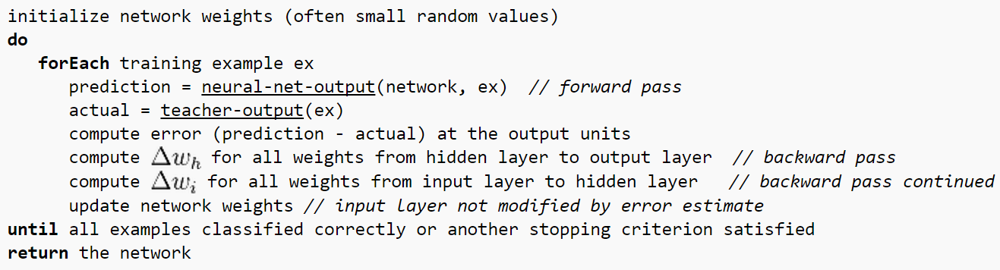 initialize network weights (often small random values)
do
forEach training example ex
prediction = neural-net-output(network, ex)  // forward pass
actual = teacher-output(ex)
compute error (prediction - actual) at the output units
compute Δw_h for all weights from hidden layer to output layer  // backward pass
compute Δw_i for all weights from input layer to hidden layer  // backward pass continued
update network weights // input layer not modified by error estimate
until all examples classified correctly or another stopping criterion satisfied
return the network